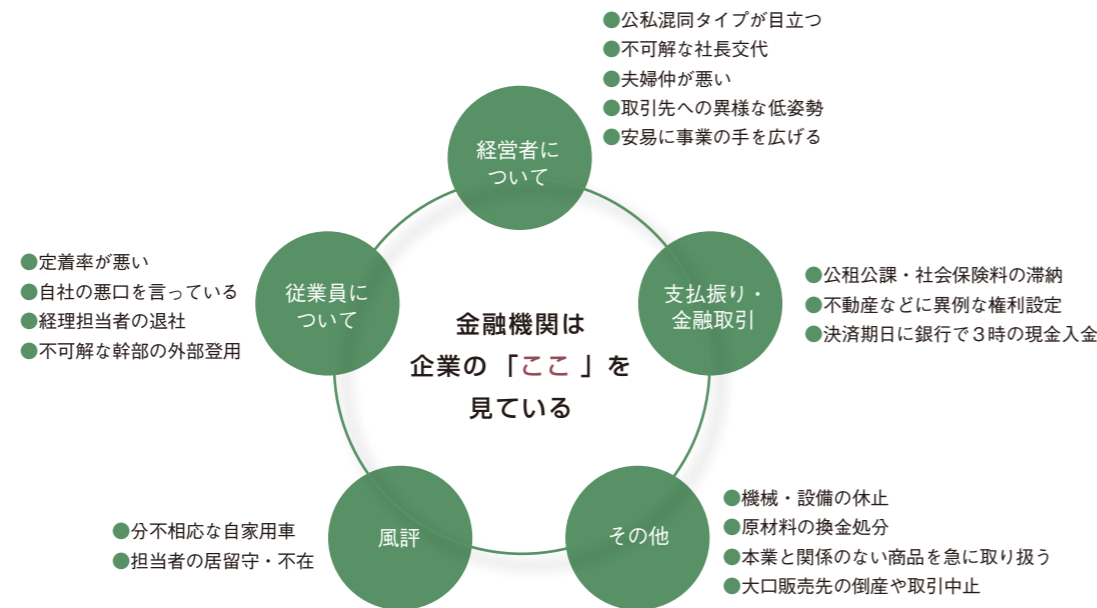 ●公私混同タイプが目立つ
●不可解な社長交代
●夫婦仲が悪い
●取引先への異様な低姿勢
●安易に事業の手を広げる
経営者に
ついて
●定着率が悪い
●自社の悪口を言っている
●経理担当者の退社
●不可解な幹部の外部登用
従業員に
ついて
金融機関は
企業の「ここ」を
見ている
支払振り・
金融取引
●公租公課・社会保険料の滞納
●不動産などに異例な権利設定
●決済期日に銀行で3時の現金入金
●分不相応な自家用車
●担当者の居留守・不在
風評
その他
●機械・設備の休止
●原材料の換金処分
●本業と関係のない商品を急に取り扱う
●大口販売先の倒産や取引中止